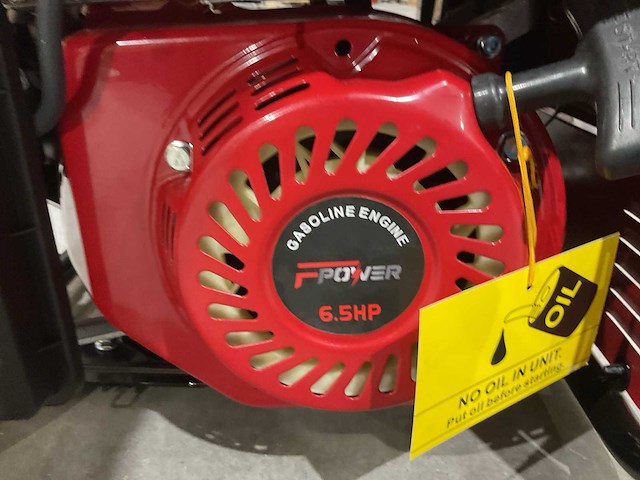 GASOLINE ENGINE
FPOWER
6.5HP
OIL
NO OIL IN UNIT.
Put oil before starting.